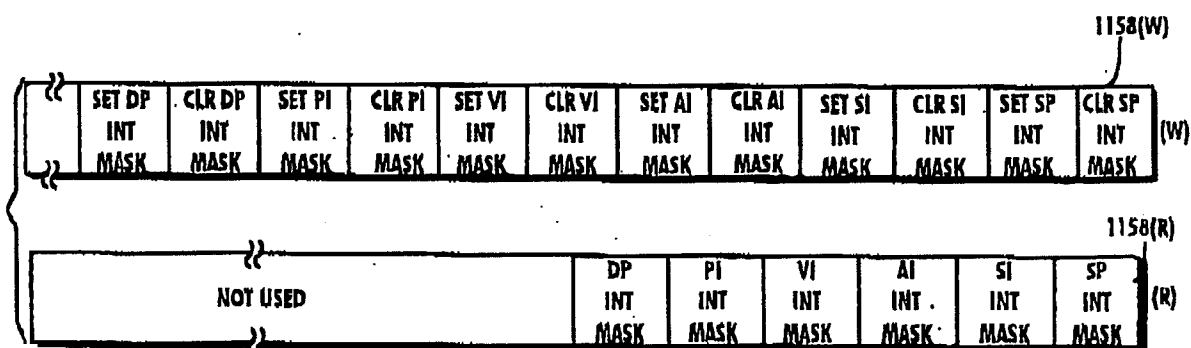 1158(W)
SET DP CLR DP SET PI CLR PI SET VI CLR VI SET AI CLR AI SET SI CLR SI SET SP CLR SP
INT INT INT INT INT INT INT INT INT INT INT INT (W)
MASK MASK MASK MASK MASK MASK MASK MASK MASK MASK MASK MASK
1158(R)
DP PI VI AI SI SP
NOT USED INT INT INT INT INT INT (R)
MASK MASK MASK MASK MASK MASK